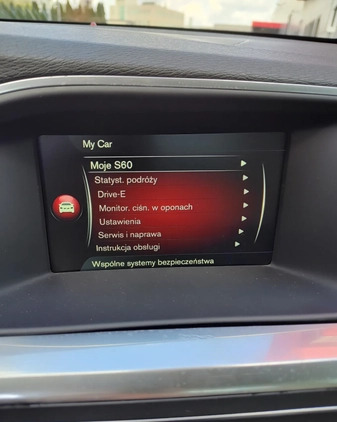 My Car
Moje S60
Statyst. podróży
Drive-E
Monitor. ciśn. w oponach
Ustawienia
Serwis i naprawa
Instrukcja obsługi
Wspólne systemy bezpieczeństwa